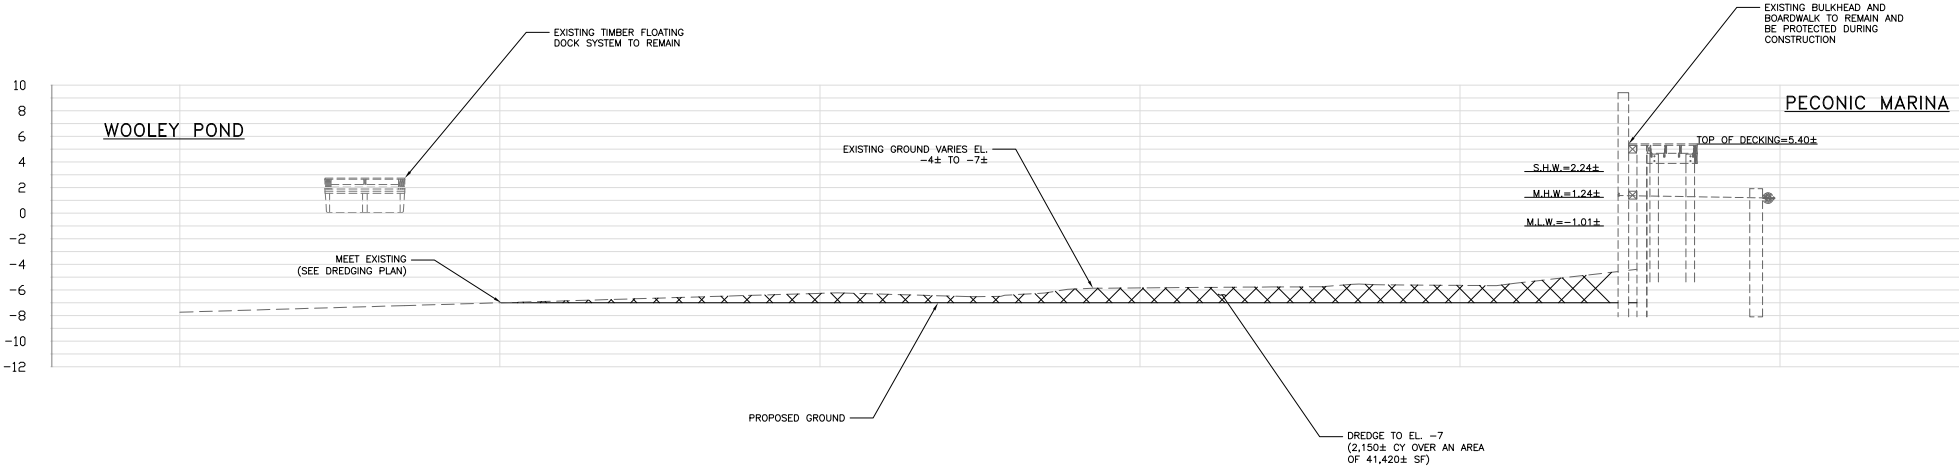 EXISTING BULKHEAD AND
BOARDWALK TO REMAIN AND
BE PROTECTED DURING
CONSTRUCTION
EXISTING TIMBER FLOATING
DOCK SYSTEM TO REMAIN
10
8
6
4
2
0
-2
-4
-6
-8
-10
-12
WOOLEY POND
PECONIC MARINA
EXISTING GROUND VARIES EL.
-4± TO -7±
TOP OF DECKING=5.40±
S.H.W.=2.24±
M.H.W.=1.24±
M.L.W.=-1.01±
MEET EXISTING
(SEE DREDGING PLAN)
PROPOSED GROUND
DREDGE TO EL. -7
(2,150± CY OVER AN AREA
OF 41,420± SF)